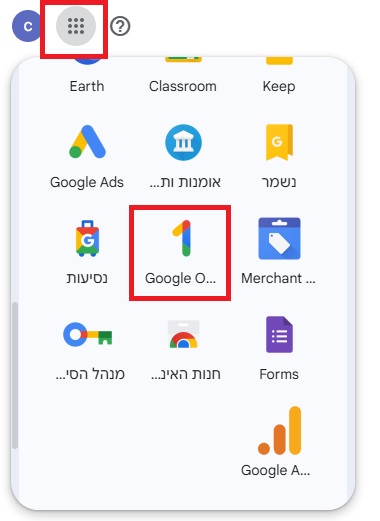 C
Earth
Classroom
Keep
Google Ads
אומנות ות...
נשמר
נסיעות
Google O...
Merchant ...
מנהל הסי...
חנות האינ...
Forms
Google A...